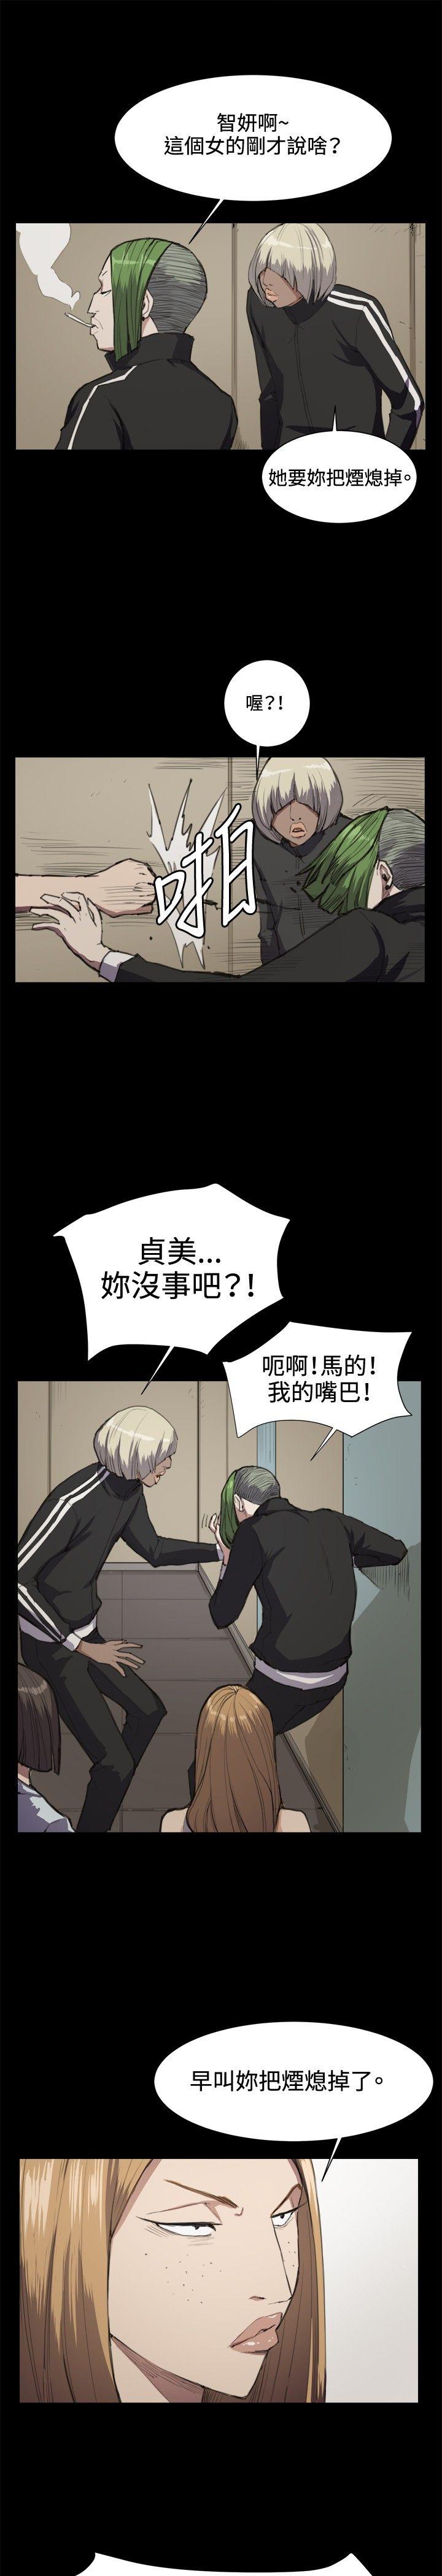 智妍啊~
這個女的剛才說啥?
她要妳把煙熄掉。
喔?!
啪
貞美...
妳沒事吧?!
呃啊!馬的!
我的嘴巴!
早叫妳把煙熄掉了。